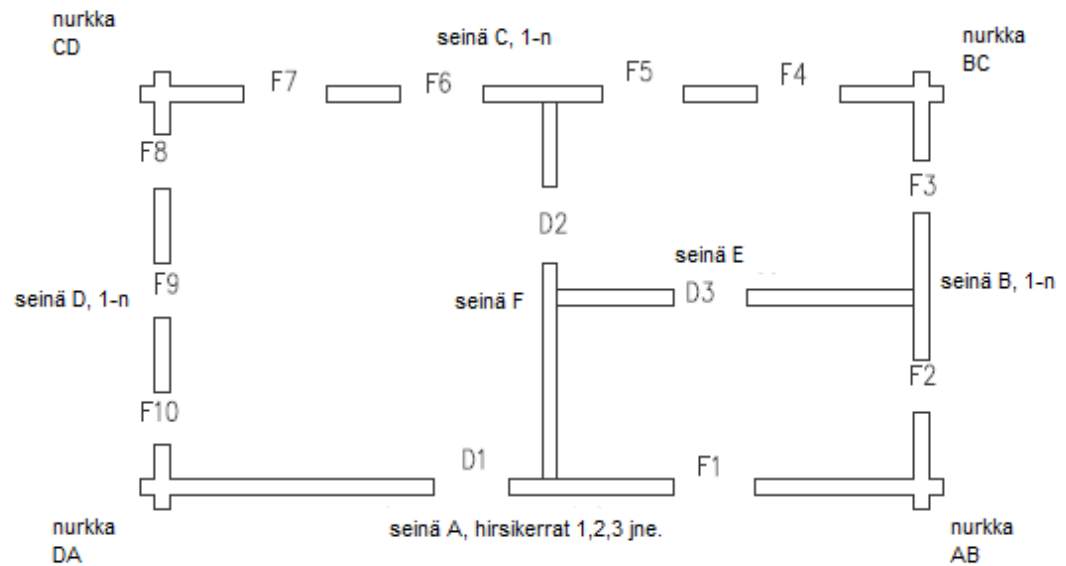 nurkka
CD
seinä C, 1-n
nurkka
BC
F7
F6
F5
F4
F8
F3
D2
seinä E
seinä D, 1-n
F9
seinä F
D3
seinä B, 1-n
F2
F10
D1
F1
nurkka
DA
seinä A, hirsikerrat 1,2,3 jne.
nurkka
AB